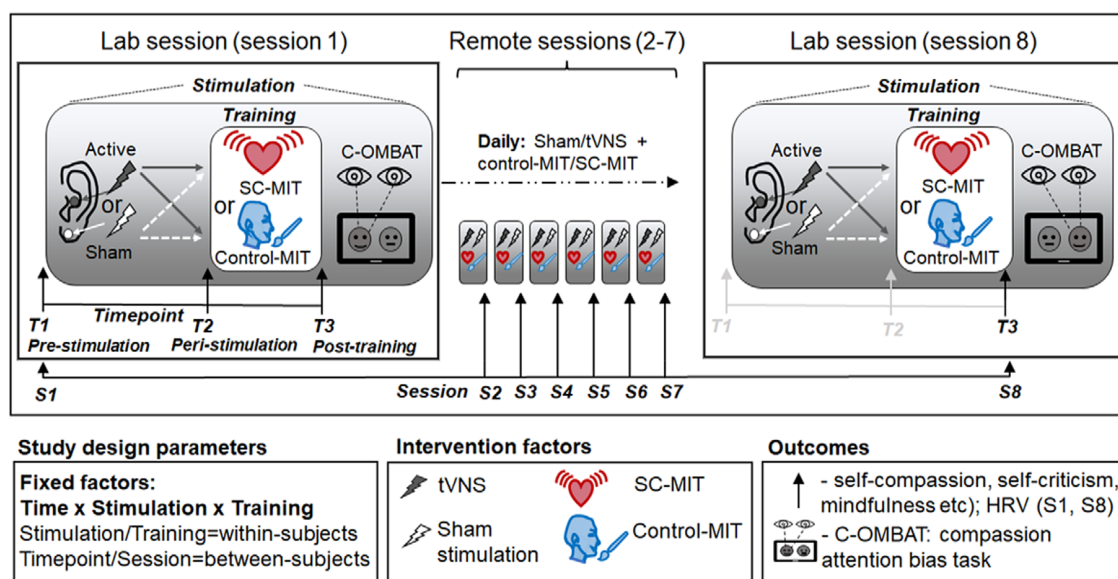 Lab session (session 1)
Stimulation
Training
Active
or
Sham
SC-MIT
or
Control-MIT
C-OMBAT
T1
Timepoint
T2
T3
Pre-stimulation
Peri-stimulation
Post-training
Remote sessions (2-7)
Daily: Sham/tVNS +
control-MIT/SC-MIT
Lab session (session 8)
Stimulation
Training
Active
or
Sham
SC-MIT
or
Control-MIT
C-OMBAT
T1
T2
T3
S1
Session
S2
S3
S4
S5
S6
S7
S8
Study design parameters
Fixed factors:
Time x Stimulation x Training
Stimulation/Training=within-subjects
Timepoint/Session=between-subjects
Intervention factors
tVNS
SC-MIT
Sham
stimulation
Control-MIT
Outcomes
- self-compassion, self-criticism,
mindfulness etc); HRV (S1, S8)
- C-OMBAT: compassion
attention bias task